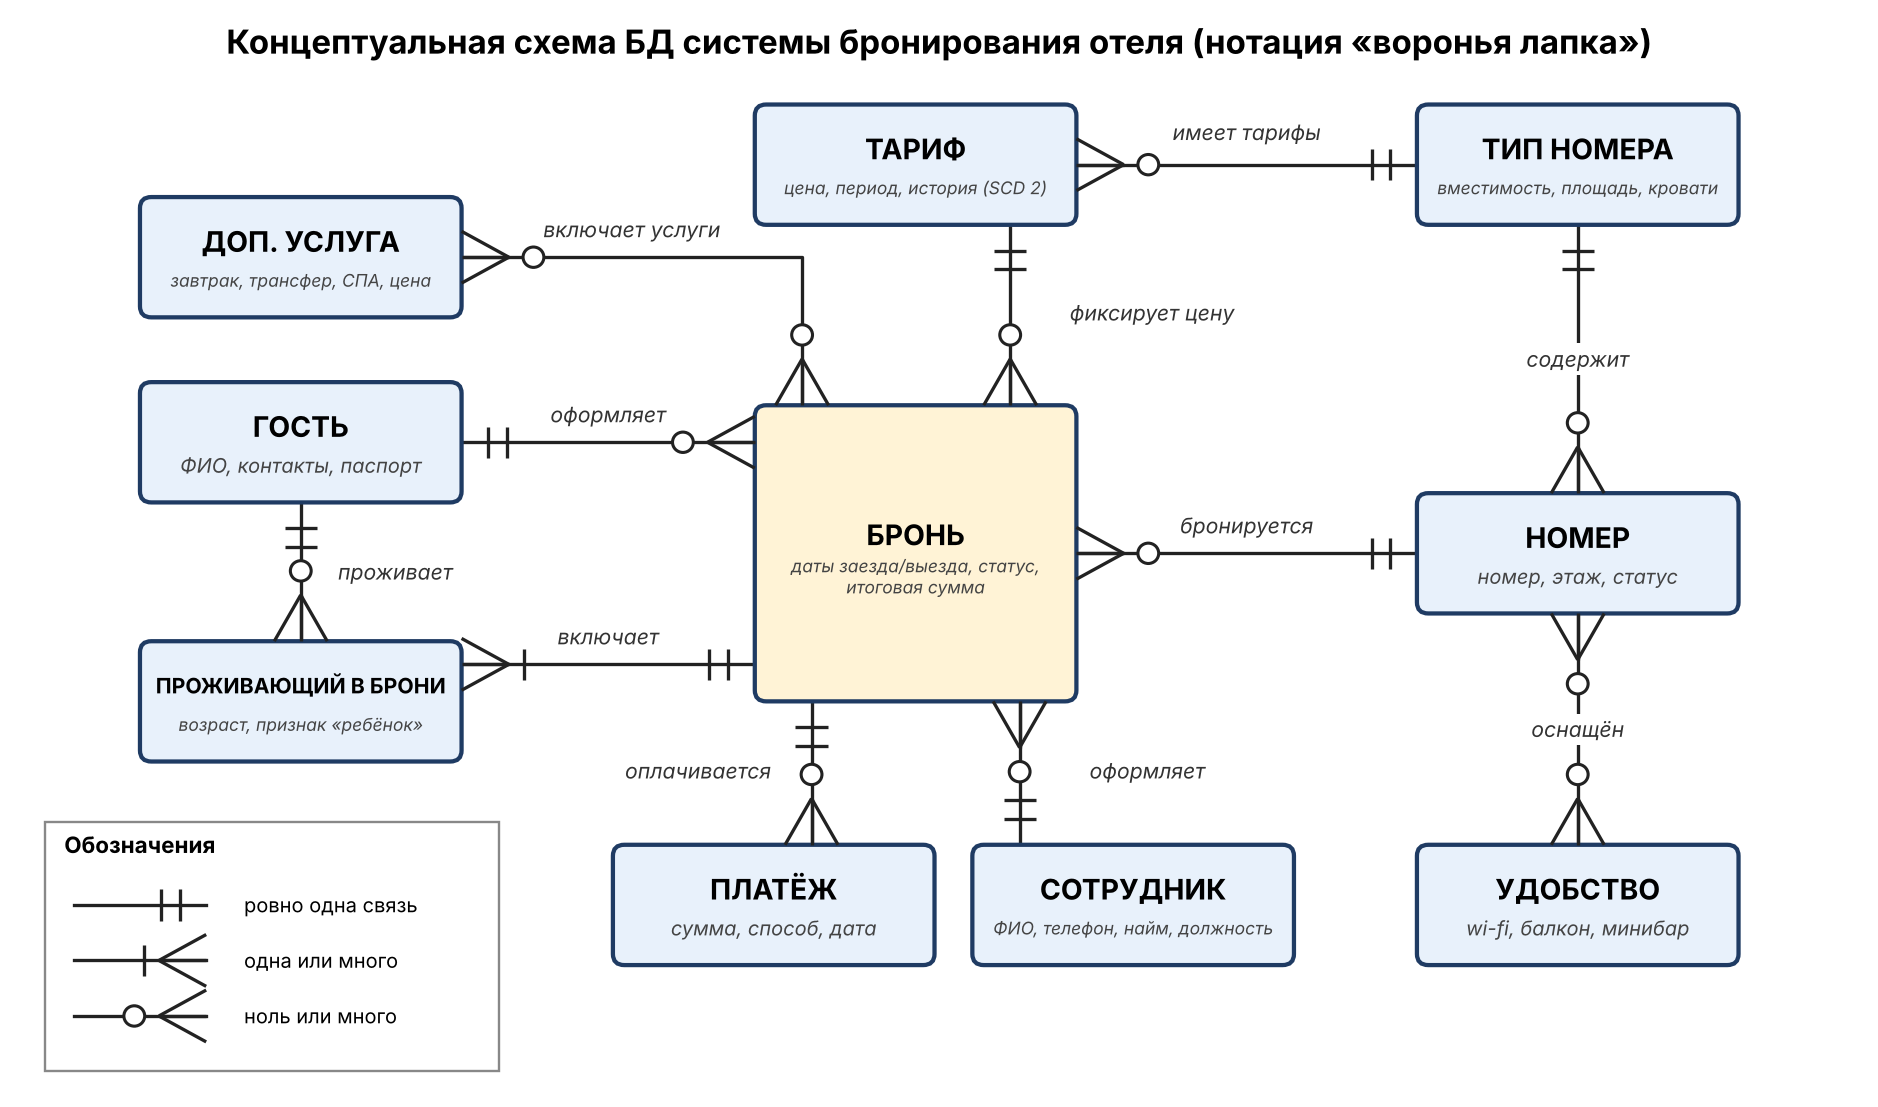 Концептуальная схема БД системы бронирования отеля (нотация «воронья лапка»)
ТАРИФ
цена, период, история (SCD 2)
имеет тарифы
ТИП НОМЕРА
вместимость, площадь, кровати
ДОП. УСЛУГА
завтрак, трансфер, СПА, цена
включает услуги
фиксирует цену
содержит
ГОСТЬ
ФИО, контакты, паспорт
оформляет
БРОНЬ
даты заезда/выезда, статус,
итоговая сумма
бронируется
НОМЕР
номер, этаж, статус
проживает
ПРОЖИВАЮЩИЙ В БРОНИ
возраст, признак «ребёнок»
включает
оплачивается
оформляет
оснащён
ПЛАТЁЖ
сумма, способ, дата
СОТРУДНИК
ФИО, телефон, найм, должность
УДОБСТВО
wi-fi, балкон, минибар
Обозначения
ровно одна связь
одна или много
ноль или много